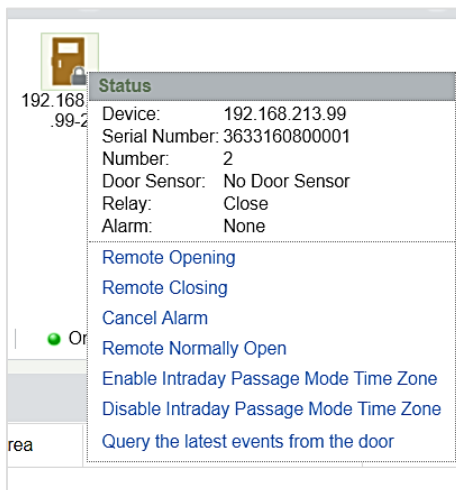 192.168
.99-2
Status
Device: 192.168.213.99
Serial Number: 3633160800001
Number: 2
Door Sensor: No Door Sensor
Relay: Close
Alarm: None
Remote Opening
Remote Closing
Cancel Alarm
Remote Normally Open
Enable Intraday Passage Mode Time Zone
Disable Intraday Passage Mode Time Zone
Query the latest events from the door